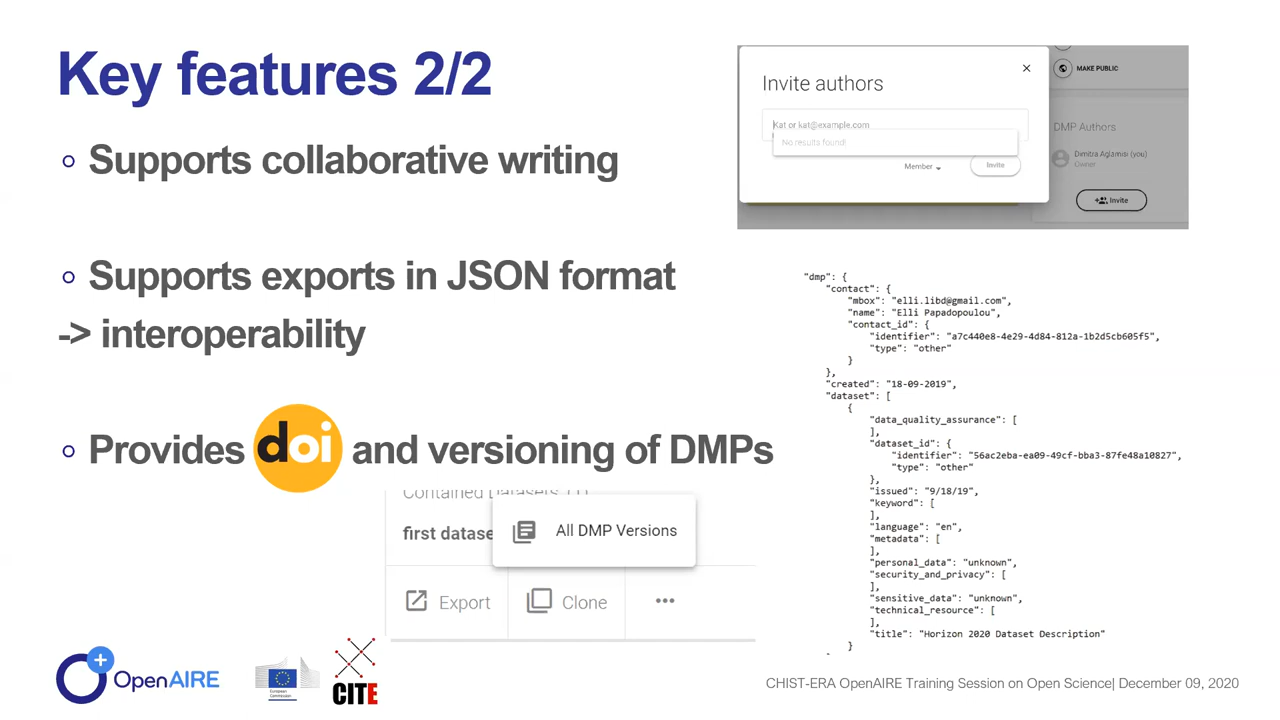 Key features 2/2
Supports collaborative writing
Supports exports in JSON format
-> interoperability
Provides doi and versioning of DMPs
Invite authors
Kat or kat@example.com
No results found!
Member
Invite
MAKE PUBLIC
DMP Authors
Dimitra Aglamisi (you)
Owner
Invite
"dmp": {
"contact": {
"mbox": "elli.libd@gmail.com",
"name": "Elli Papadopoulou",
"contact_id": {
"identifier": "a7c440e8-4e29-4d84-812a-1b2d5cb605f5",
"type": "other"
}
},
"created": "18-09-2019",
"dataset": [
{
"data_quality_assurance": [
],
"dataset_id": {
"identifier": "56ac2eba-ea09-49cf-bba3-87fe48a10827",
"type": "other"
},
"issued": "9/18/19",
"keyword": [
],
"language": "en",
"metadata": [
],
"personal_data": "unknown",
"security_and_privacy": [
],
"sensitive_data": "unknown",
"technical_resource": [
],
"title": "Horizon 2020 Dataset Description"
}
Contained Datasets
first datase
All DMP Versions
Export
Clone
OpenAIRE
European
Commission
CITE
CHIST-ERA OpenAIRE Training Session on Open Science| December 09, 2020